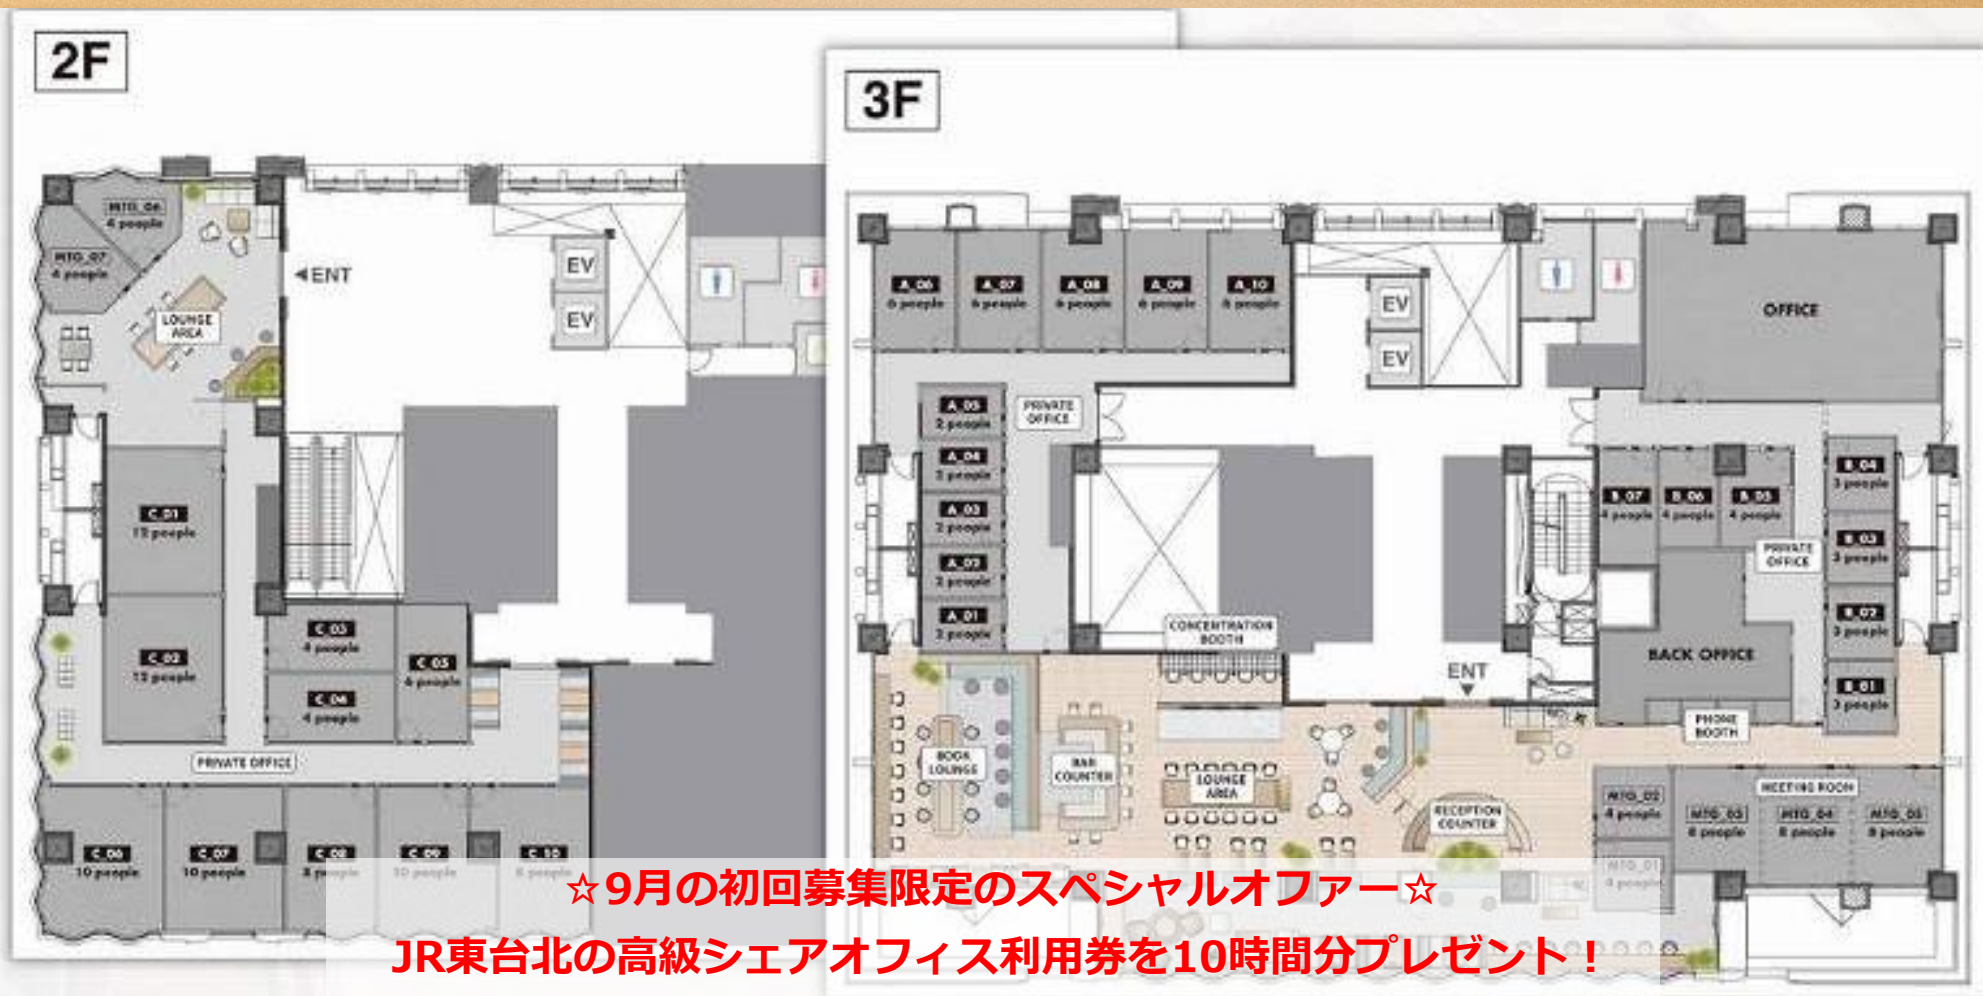 2F
MTG_06
4 people
MTG_07
4 people
LOUNGE
AREA
ENT
EV
EV
C_01
12 people
C_02
12 people
C_03
4 people
C_04
4 people
C_05
6 people
PRIVATE OFFICE
C_06
10 people
C_07
10 people
C_08
8 people
C_09
10 people
C_10
8 people
3F
A_06
6 people
A_07
6 people
A_08
6 people
A_09
6 people
A_10
6 people
EV
EV
OFFICE
A_05
2 people
A_04
2 people
A_03
2 people
A_02
2 people
A_01
2 people
PRIVATE
OFFICE
B_07
4 people
B_06
4 people
B_05
4 people
B_04
3 people
B_03
3 people
B_02
3 people
B_01
3 people
PRIVATE
OFFICE
CONCENTRATION
BOOTH
ENT
BACK OFFICE
PHONE
BOOTH
BOOK
LOUNGE
BAR
COUNTER
LOUNGE
AREA
RECEPTION
COUNTER
MEETING ROOM
MTG_02
4 people
MTG_03
8 people
MTG_04
8 people
MTG_05
8 people
MTG_01
4 people
☆9月の初回募集限定のスペシャルオファー☆
JR東台北の高級シェアオフィス利用券を10時間分プレゼント！